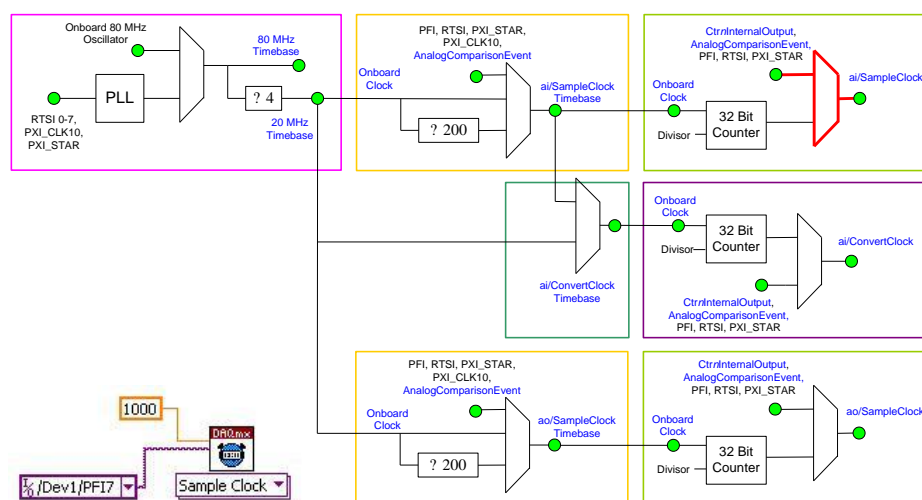 Onboard 80 MHz
Oscillator
80 MHz
Timebase
PLL
? 4
RTSI 0-7,
PXI_CLK10,
PXI_STAR
20 MHz
Timebase
PFI, RTSI, PXI_STAR,
PXI_CLK10,
AnalogComparisonEvent
Onboard
Clock
ai/SampleClock
Timebase
? 200
CtrnInternalOutput,
AnalogComparisonEvent,
PFI, RTSI, PXI_STAR
ai/SampleClock
Onboard
Clock
32 Bit
Counter
Divisor
ai/ConvertClock
Timebase
Onboard
Clock
32 Bit
Counter
Divisor
ai/ConvertClock
CtrnInternalOutput,
AnalogComparisonEvent,
PFI, RTSI, PXI_STAR
PFI, RTSI, PXI_STAR,
PXI_CLK10,
AnalogComparisonEvent
Onboard
Clock
ao/SampleClock
Timebase
? 200
CtrnInternalOutput,
AnalogComparisonEvent,
PFI, RTSI, PXI_STAR
ao/SampleClock
Onboard
Clock
32 Bit
Counter
Divisor
1000
DAQmx
I/O /Dev1/PFI7
Sample Clock